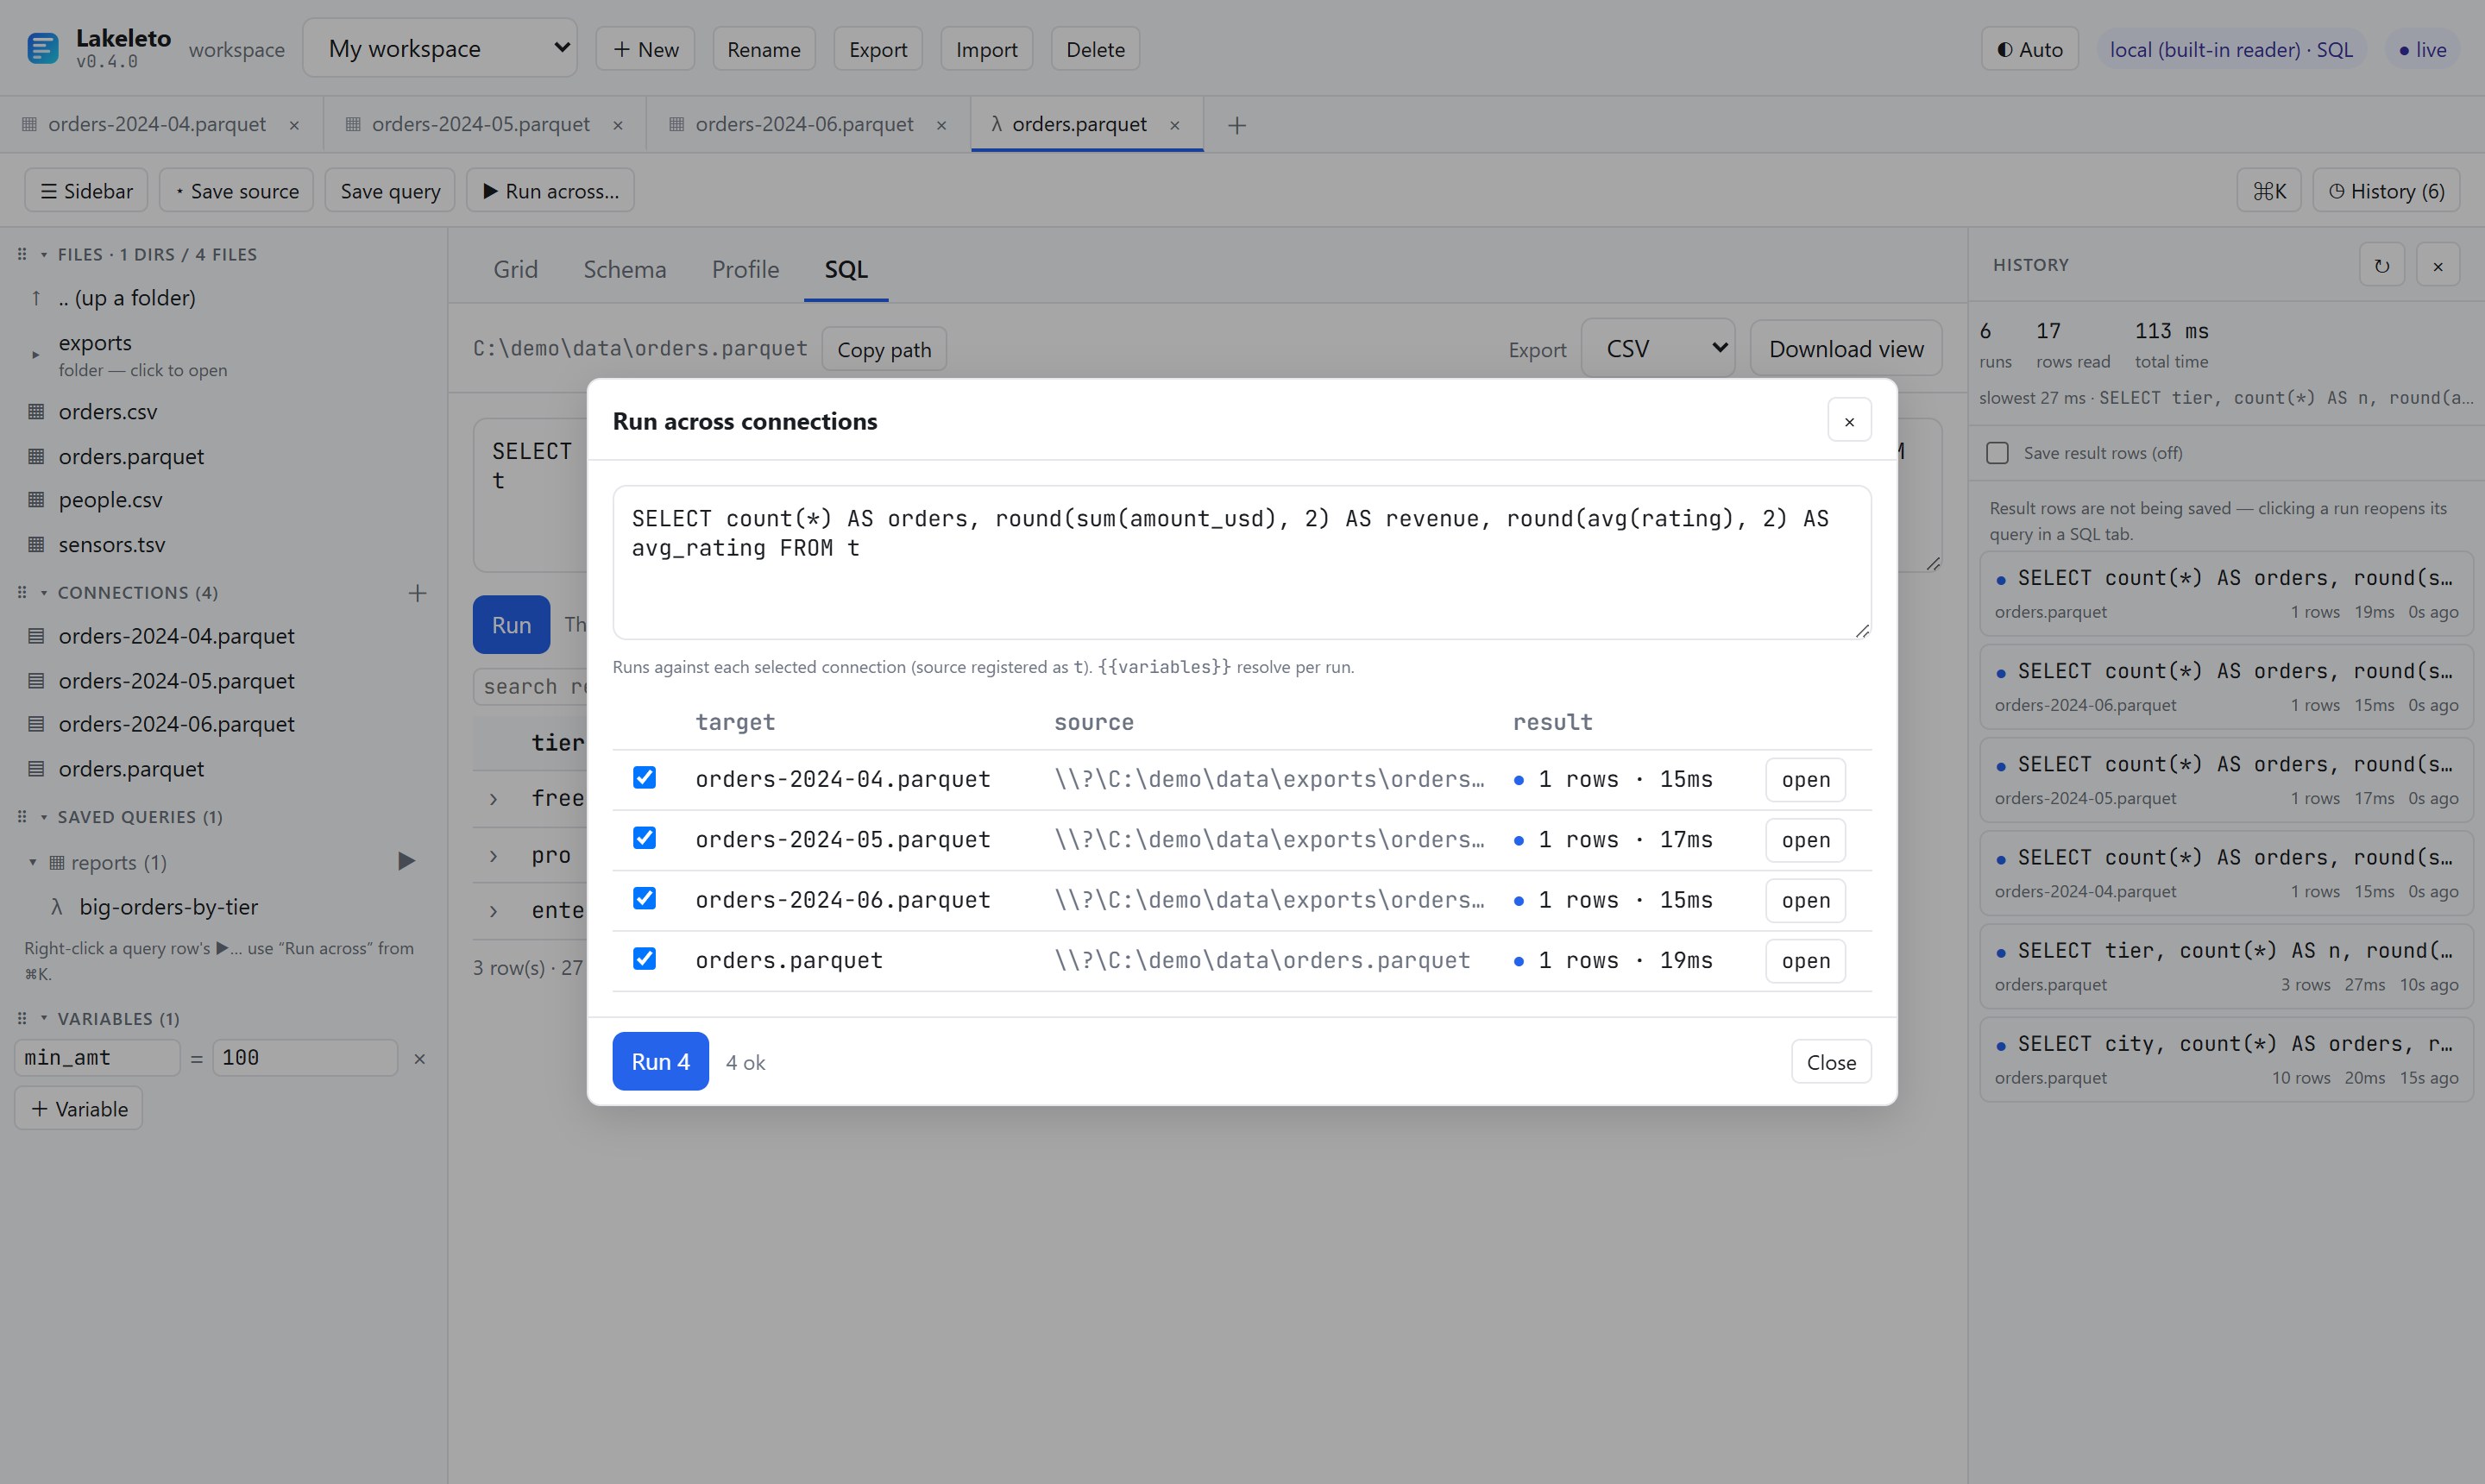 Lakeleto
v0.4.0
workspace
My workspace
+ New
Rename
Export
Import
Delete
Auto
local (built-in reader) · SQL
● live
orders-2024-04.parquet ×
orders-2024-05.parquet ×
orders-2024-06.parquet ×
λ orders.parquet ×
+
☰ Sidebar
Save source
Save query
▶ Run across...
⌘K
History (6)
FILES · 1 DIRS / 4 FILES
↑ .. (up a folder)
exports
folder — click to open
orders.csv
orders.parquet
people.csv
sensors.tsv
CONNECTIONS (4) +
orders-2024-04.parquet
orders-2024-05.parquet
orders-2024-06.parquet
orders.parquet
SAVED QUERIES (1)
reports (1)
λ big-orders-by-tier
Right-click a query row's ▶... use “Run across” from
⌘K.
VARIABLES (1)
min_amt = 100 ×
+ Variable
Grid
Schema
Profile
SQL
C:\demo\data\orders.parquet
Copy path
Export
CSV
Download view
SELECT
t
Run
search
tier
free
pro
3 row(s) · 27
Run across connections ×
SELECT count(*) AS orders, round(sum(amount_usd), 2) AS revenue, round(avg(rating), 2) AS
avg_rating FROM t
Runs against each selected connection (source registered as t). {{variables}} resolve per run.
target source result
orders-2024-04.parquet \\?\C:\demo\data\exports\orders… ● 1 rows · 15ms open
orders-2024-05.parquet \\?\C:\demo\data\exports\orders… ● 1 rows · 17ms open
orders-2024-06.parquet \\?\C:\demo\data\exports\orders… ● 1 rows · 15ms open
orders.parquet \\?\C:\demo\data\orders.parquet ● 1 rows · 19ms open
Run 4
4 ok
Close
HISTORY ↻ ×
6 17 113 ms
runs rows read total time
slowest 27 ms · SELECT tier, count(*) AS n, round(a…
Save result rows (off)
Result rows are not being saved — clicking a run reopens its
query in a SQL tab.
● SELECT count(*) AS orders, round(s…
orders.parquet 1 rows 19ms 0s ago
● SELECT count(*) AS orders, round(s…
orders-2024-06.parquet 1 rows 15ms 0s ago
● SELECT count(*) AS orders, round(s…
orders-2024-05.parquet 1 rows 17ms 0s ago
● SELECT count(*) AS orders, round(s…
orders-2024-04.parquet 1 rows 15ms 0s ago
● SELECT tier, count(*) AS n, round(…
orders.parquet 3 rows 27ms 10s ago
● SELECT city, count(*) AS orders, r…
orders.parquet 10 rows 20ms 15s ago